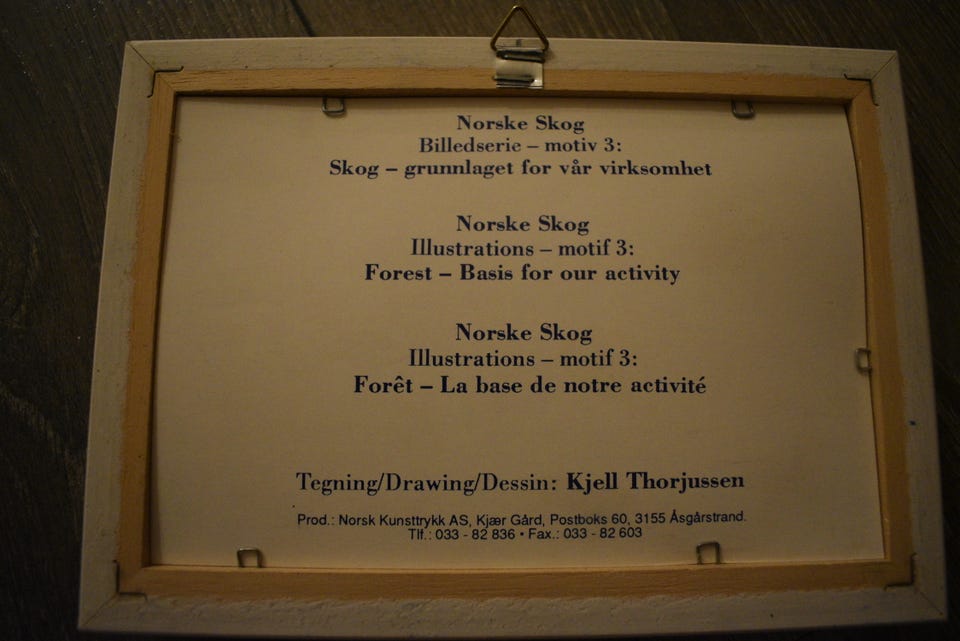 Norske Skog
Billedserie – motiv 3:
Skog – grunnlaget for vår virksomhet
Norske Skog
Illustrations – motif 3:
Forest – Basis for our activity
Norske Skog
Illustrations – motif 3:
Forêt – La base de notre activité
Tegning/Drawing/Dessin: Kjell Thorjussen
Prod.: Norsk Kunsttrykk AS, Kjær Gård, Postboks 60, 3155 Åsgårstrand.
Tlf.: 033 - 82 836 • Fax.: 033 - 82 603